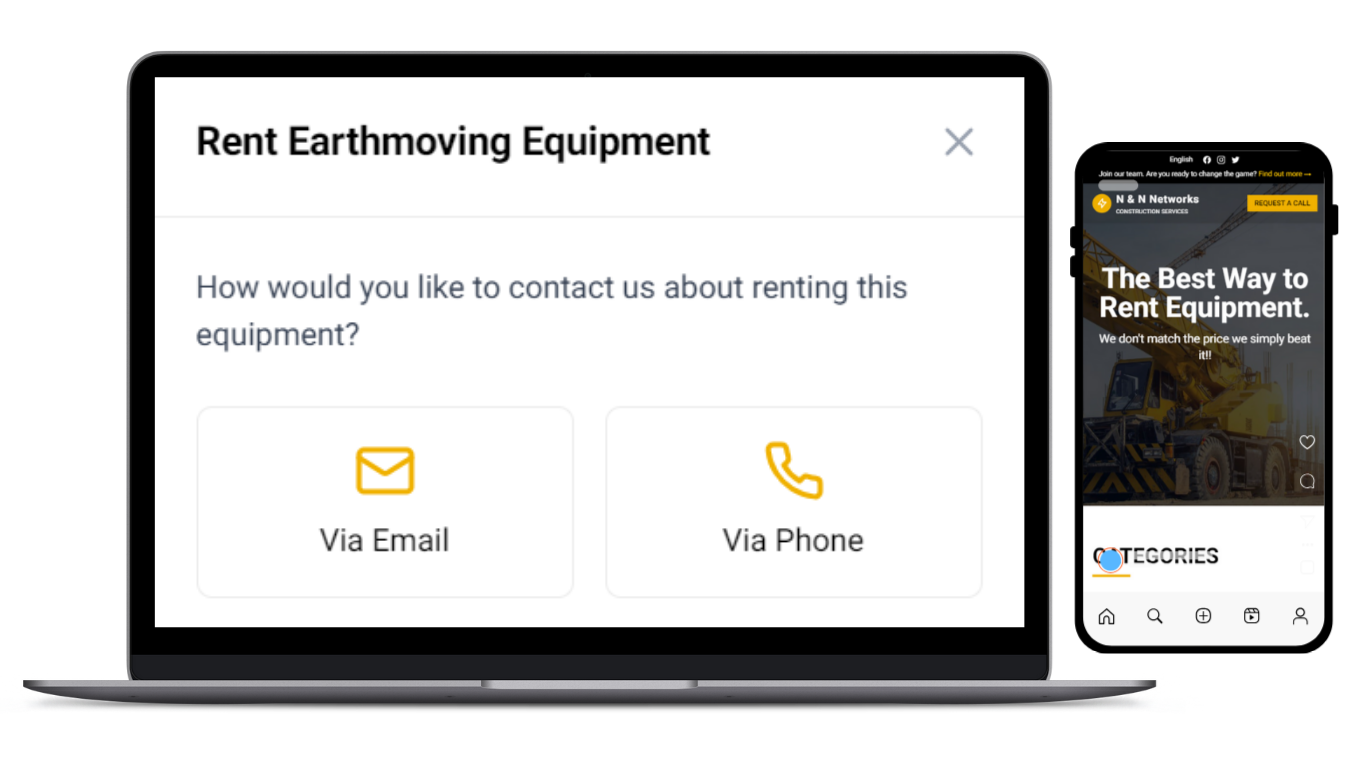 Rent Earthmoving Equipment
How would you like to contact us about renting this
equipment?
Via Email
Via Phone
English
Join our team. Are you ready to change the game? Find out more →
N & N Networks
CONSTRUCTION SERVICES
REQUEST A CALL
The Best Way to
Rent Equipment.
We don't match the price we simply beat
it!!
CATEGORIES